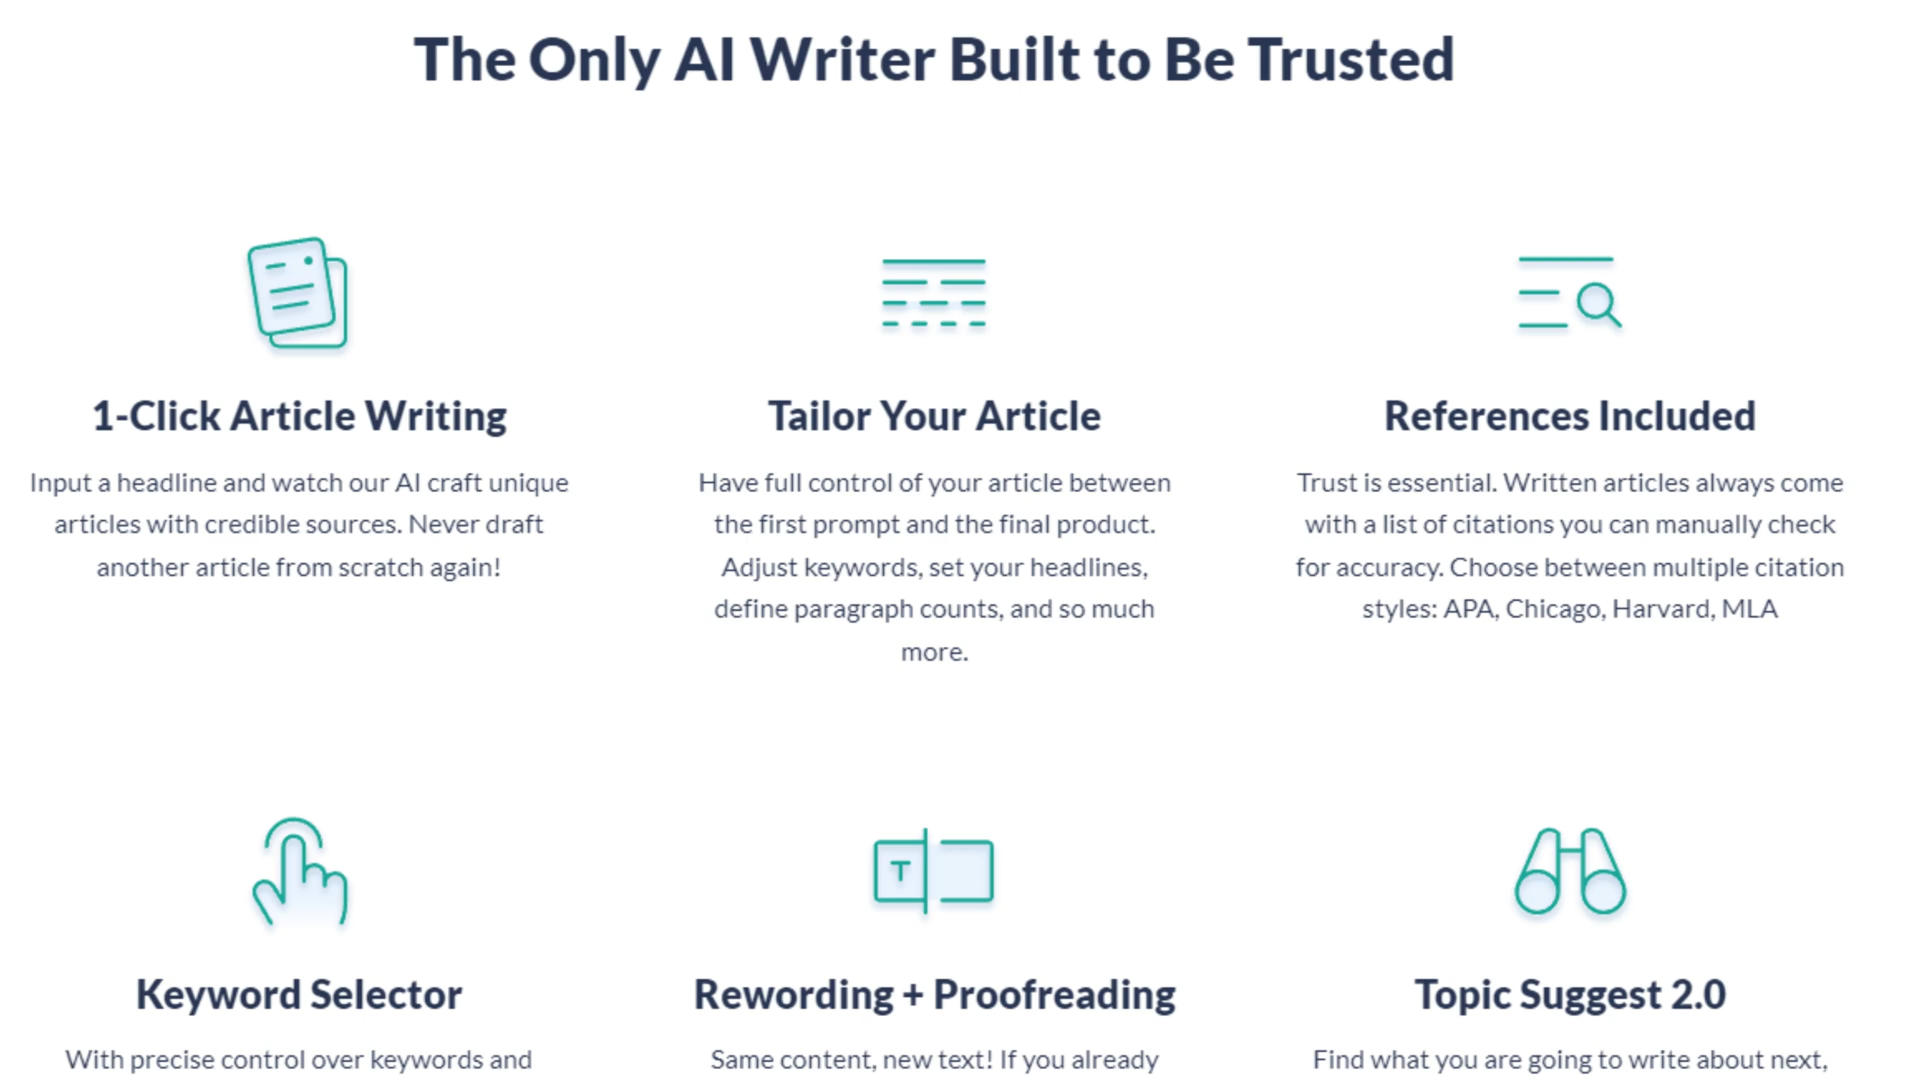 The Only AI Writer Built to Be Trusted
1-Click Article Writing
Input a headline and watch our AI craft unique
articles with credible sources. Never draft
another article from scratch again!
Tailor Your Article
Have full control of your article between
the first prompt and the final product.
Adjust keywords, set your headlines,
define paragraph counts, and so much
more.
References Included
Trust is essential. Written articles always come
with a list of citations you can manually check
for accuracy. Choose between multiple citation
styles: APA, Chicago, Harvard, MLA
Keyword Selector
With precise control over keywords and
T
Rewording + Proofreading
Same content, new text! If you already
Topic Suggest 2.0
Find what you are going to write about next,